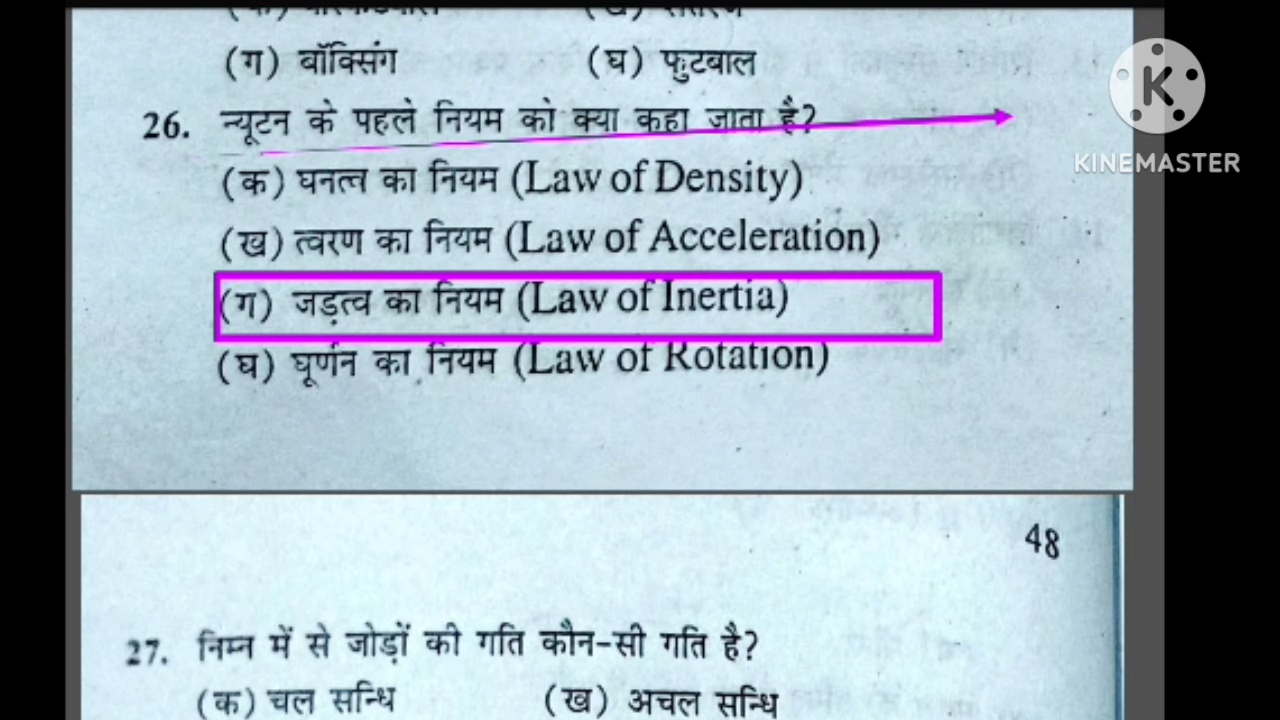 (ग) बॉक्सिंग (घ) फुटबाल
K
KINEMASTER
26. न्यूटन के पहले नियम को क्या कहा जाता है?
(क) घनत्व का नियम (Law of Density)
(ख) त्वरण का नियम (Law of Acceleration)
(ग) जड़त्व का नियम (Law of Inertia)
(घ) घूर्णन का नियम (Law of Rotation)
48
27. निम्न में से जोड़ों की गति कौन-सी गति है?
(क) चल सन्धि (ख) अचल सन्धि